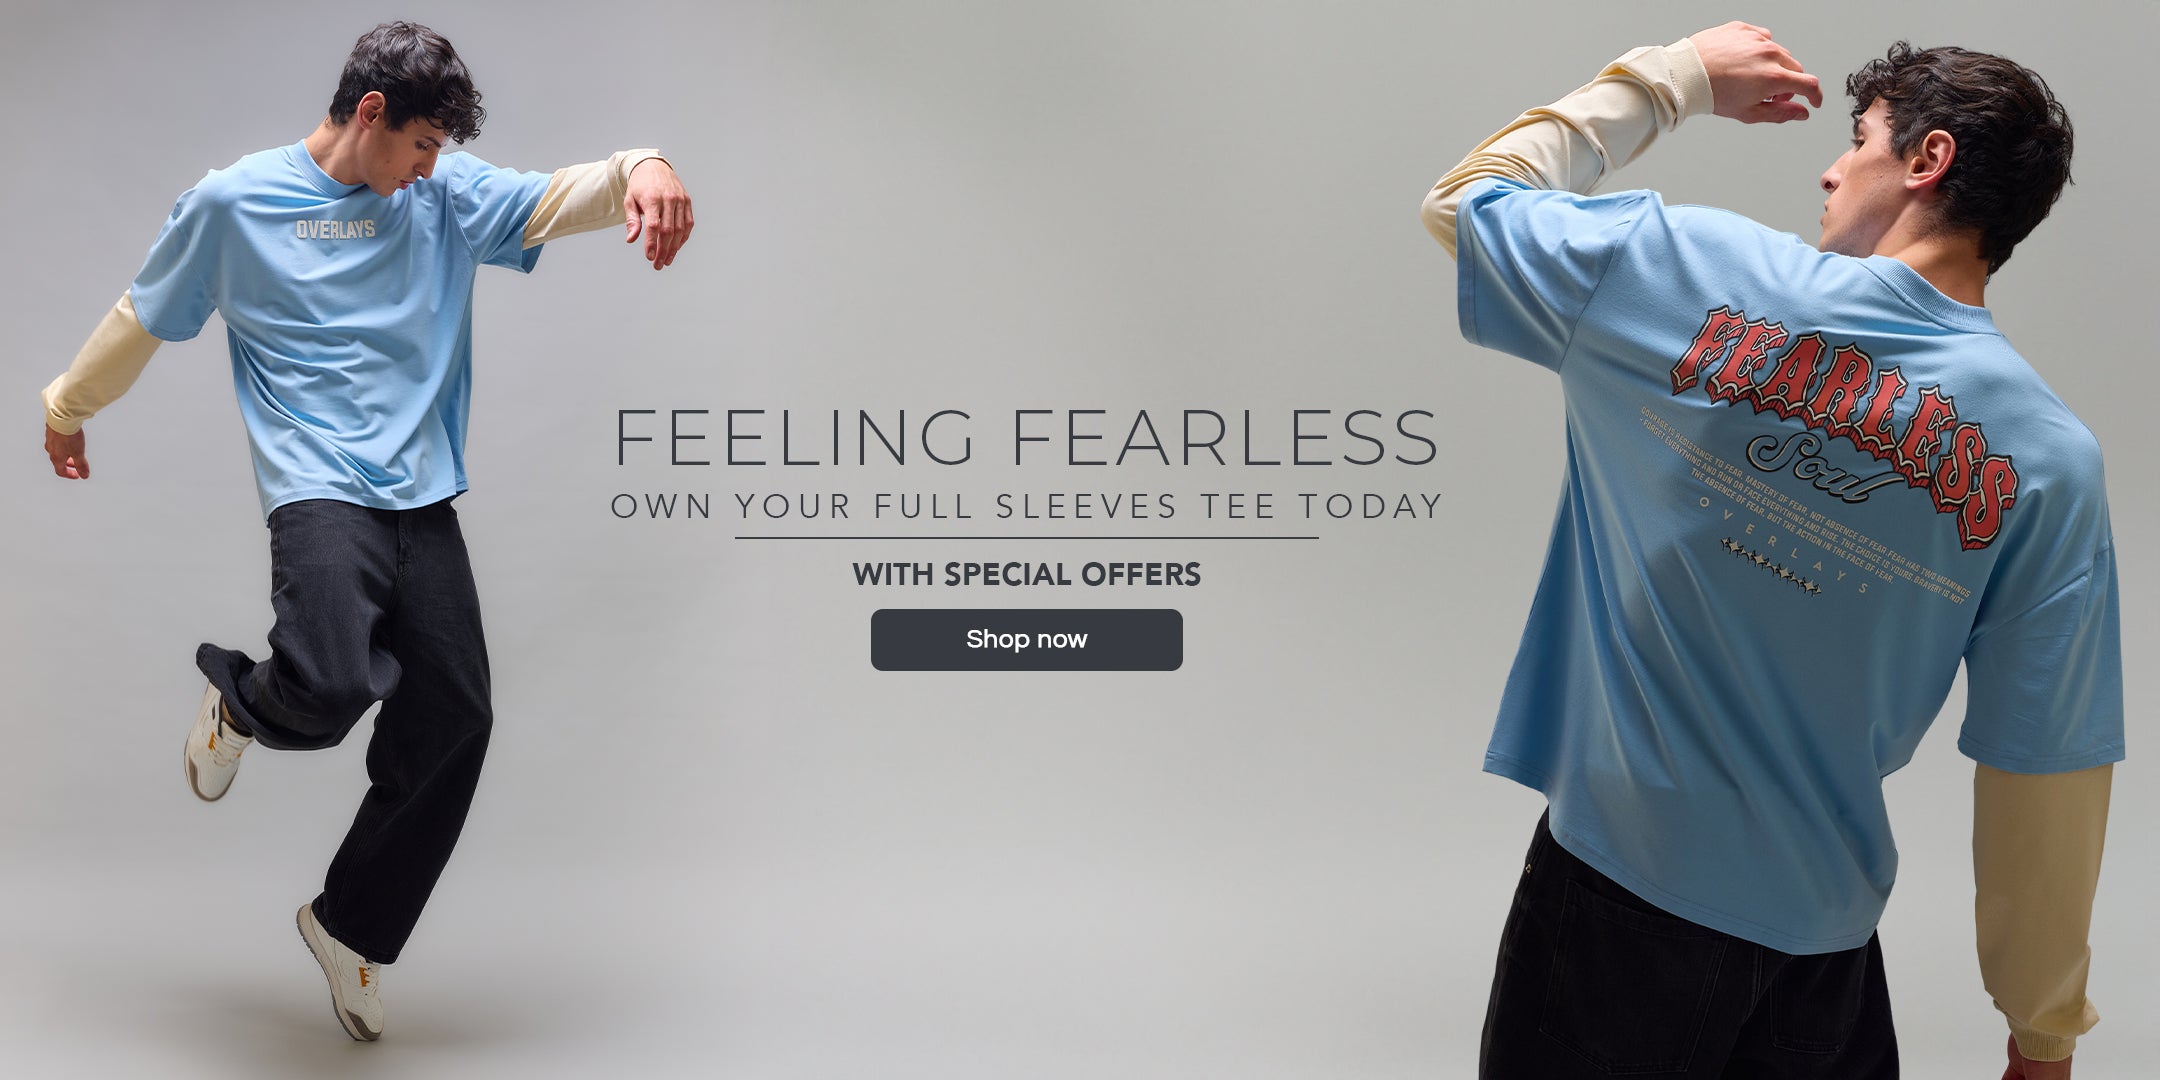 OVERLAYS
FEELING FEARLESS
OWN YOUR FULL SLEEVES TEE TODAY
WITH SPECIAL OFFERS
Shop now
FEARLESS
Soul
COURAGE IS RESISTANCE TO FEAR, MASTERY OF FEAR, NOT ABSENCE OF FEAR.FEAR HAS TWO MEANINGS
"FORGET EVERYTHING AND RUN OR FACE EVERYTHING AND RISE. THE CHOICE IS YOURS. BRAVERY IS NOT
THE ABSENCE OF FEAR, BUT THE ACTION IN THE FACE OF FEAR.
OVERLAYS